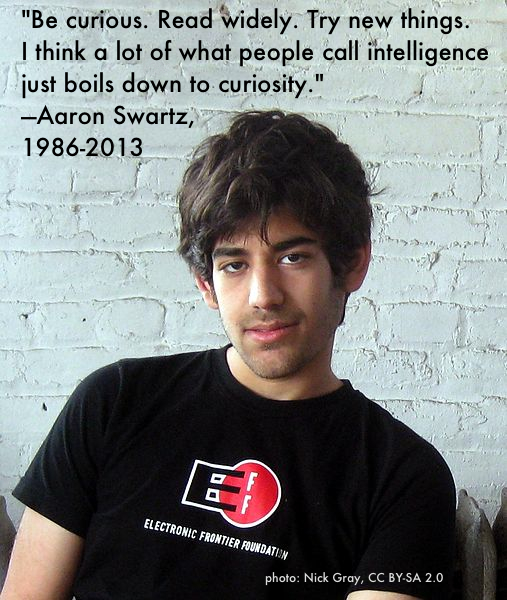 "Be curious. Read widely. Try new things.
I think a lot of what people call intelligence
just boils down to curiosity."
—Aaron Swartz,
1986-2013
E F
F F
ELECTRONIC FRONTIER FOUNDATION
photo: Nick Gray, CC BY-SA 2.0